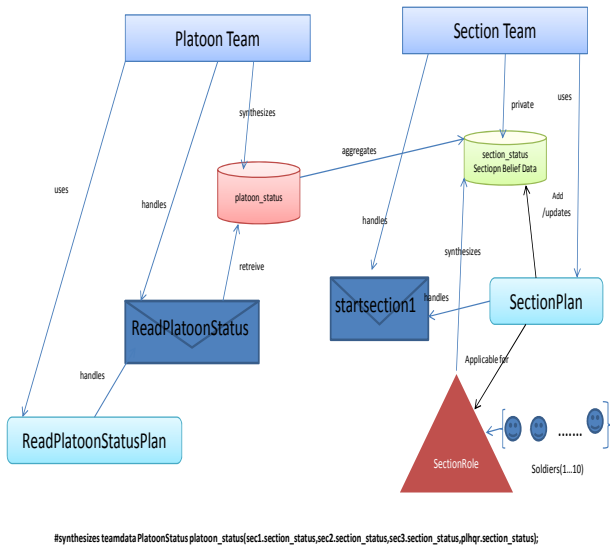 Platoon Team
Section Team
synthesizes
private
uses
aggregates
section_status
Sectiopn Belief Data
uses
platoon_status
handles
Add
/updates
handles
synthesizes
retreive
ReadPlatoonStatus
startsection1
handles
SectionPlan
handles
Applicable for
ReadPlatoonStatusPlan
SectionRole
.......
Soldiers(1...10)
#synthesizes teamdata PlatoonStatus platoon_status(sec1.section_status,sec2.section_status,sec3.section_status,plhqr.section_status);